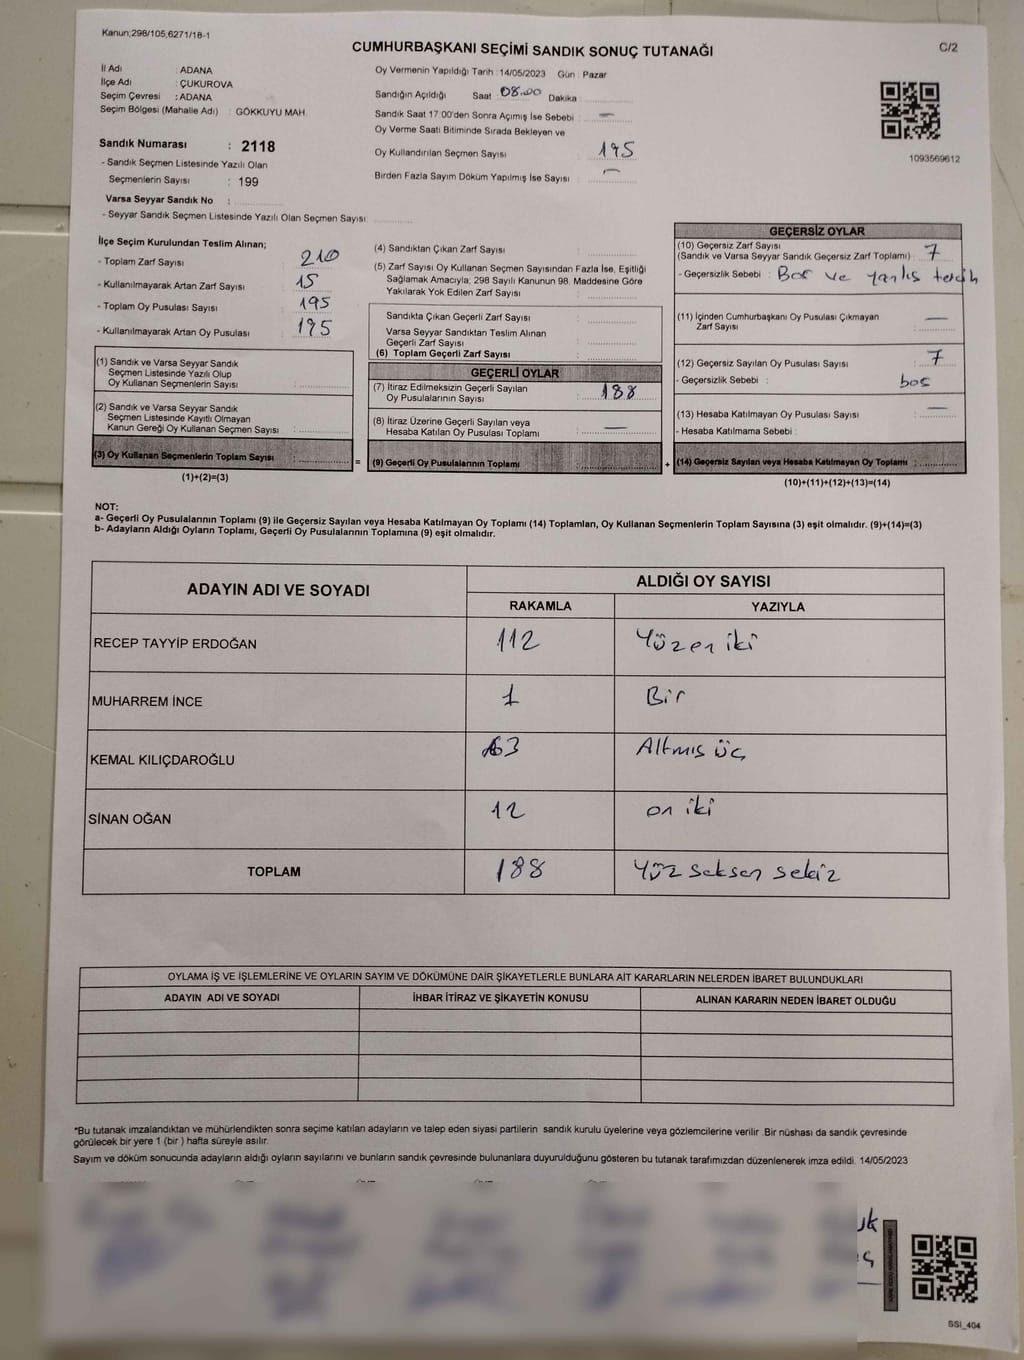 Kanun;298/105;6271/18-1
C/2
CUMHURBAŞKANI SEÇİMİ SANDIK SONUÇ TUTANAĞI
İl Adı : ADANA
İlçe Adı : ÇUKUROVA
Seçim Çevresi : ADANA
Seçim Bölgesi (Mahalle Adı) : GÖKKUYU MAH.
Sandık Numarası : 2118
- Sandık Seçmen Listesinde Yazılı Olan
Seçmenlerin Sayısı : 199
Varsa Seyyar Sandık No :
- Seyyar Sandık Seçmen Listesinde Yazılı Olan Seçmen Sayısı:
Oy Vermenin Yapıldığı Tarih : 14/05/2023 Gün : Pazar
Sandığın Açıldığı Saat 08.00 Dakika :
Sandık Saat 17:00'den Sonra Açımış İse Sebebi : —
Oy Verme Saati Bitiminde Sırada Bekleyen ve
Oy Kullandırılan Seçmen Sayısı : 195
Birden Fazla Sayım Döküm Yapılmış İse Sayısı : —
1093569612
İlçe Seçim Kurulundan Teslim Alınan;
- Toplam Zarf Sayısı : 210
- Kullanılmayarak Artan Zarf Sayısı : 15
- Toplam Oy Pusulası : 195
- Kullanılmayarak Artan Oy Pusulası : 195
(1) Sandık ve Varsa Seyyar Sandık
Seçmen Listesinde Yazılı Olup
Oy Kullanan Seçmenlerin Sayısı :
(2) Sandık ve Varsa Seyyar Sandık
Seçmen Listesinde Kayıtlı Olmayan
Kanun Gereği Oy Kullanan Seçmen Sayısı :
(3) Oy Kullanan Seçmenlerin Toplam Sayısı :
(1)+(2)=(3)
(4) Sandıktan Çıkan Zarf Sayısı :
(5) Zarf Sayısı Oy Kullanan Seçmen Sayısından Fazla İse, Eşitliği
Sağlamak Amacıyla; 298 Sayılı Kanunun 98. Maddesine Göre
Yakılarak Yok Edilen Zarf Sayısı :
Sandıkta Çıkan Geçerli Zarf Sayısı :
Varsa Seyyar Sandıktan Teslim Alınan
Geçerli Zarf Sayısı :
(6) Toplam Geçerli Zarf Sayısı :
GEÇERLİ OYLAR
(7) İtiraz Edilmeksizin Geçerli Sayılan
Oy Pusulalarının Sayısı : 188
(8) İtiraz Üzerine Geçerli Sayılan veya
Hesaba Katılan Oy Pusulası Toplamı : —
= (9) Geçerli Oy Pusulalarının Toplamı :
GEÇERSİZ OYLAR
(10) Geçersiz Zarf Sayısı
(Sandık ve Varsa Seyyar Sandık Geçersiz Zarf Toplamı) : 7
- Geçersizlik Sebebi : Boş ve yanlış tercih
(11) İçinden Cumhurbaşkanı Oy Pusulası Çıkmayan
Zarf Sayısı : —
(12) Geçersiz Sayılan Oy Pusulası Sayısı : 7
- Geçersizlik Sebebi : boş
(13) Hesaba Katılmayan Oy Pusulası Sayısı : —
- Hesaba Katılmama Sebebi :
+ (14) Geçersiz Sayılan veya Hesaba Katılmayan Oy Toplamı :
(10)+(11)+(12)+(13)=(14)
NOT:
a- Geçerli Oy Pusulalarının Toplamı (9) ile Geçersiz Sayılan veya Hesaba Katılmayan Oy Toplamı (14) Toplamları, Oy Kullanan Seçmenlerin Toplam Sayısına (3) eşit olmalıdır. (9)+(14)=(3)
b- Adayların Aldığı Oyların Toplamı, Geçerli Oy Pusulalarının Toplamına (9) eşit olmalıdır.
ADAYIN ADI VE SOYADI ALDIĞI OY SAYISI
RAKAMLA YAZIYLA
RECEP TAYYİP ERDOĞAN 112 Yüzen iki
MUHARREM İNCE 1 Bir
KEMAL KILIÇDAROĞLU 63 Altmış üç
SİNAN OĞAN 12 on iki
TOPLAM 188 Yüz seksen sekiz
OYLAMA İŞ VE İŞLEMLERİNE VE OYLARIN SAYIM VE DÖKÜMÜNE DAİR ŞİKAYETLERLE BUNLARA AİT KARARLARIN NELERDEN İBARET BULUNDUKLARI
ADAYIN ADI VE SOYADI İHBAR İTİRAZ VE ŞİKAYETİN KONUSU ALINAN KARARIN NEDEN İBARET OLDUĞU
*Bu tutanak imzalandıktan ve mühürlendikten sonra seçime katılan adayların ve talep eden siyasi partilerin sandık kurulu üyelerine veya gözlemcilerine verilir .Bir nüshası da sandık çevresinde
görülecek bir yere 1 (bir ) hafta süreyle asılır.
Sayım ve döküm sonucunda adayların aldığı oyların sayılarını ve bunların sandık çevresinde bulunanlara duyurulduğunu gösteren bu tutanak tarafımızdan düzenlenerek imza edildi. 14/05/2023
SSI_404